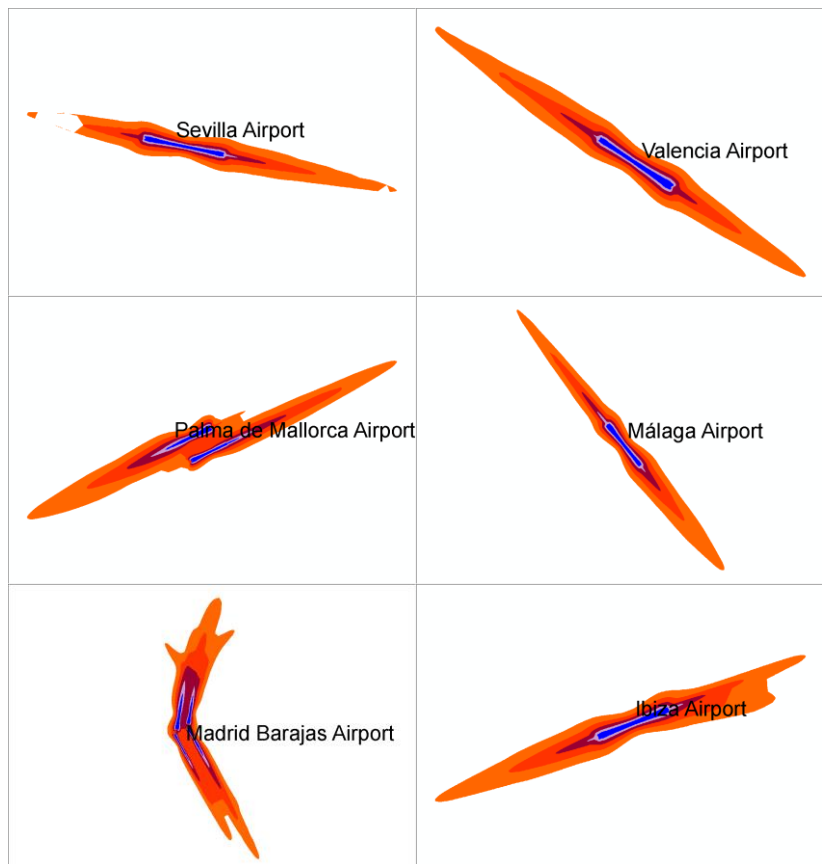 Sevilla Airport
Valencia Airport
Palma de Mallorca Airport
Málaga Airport
Madrid Barajas Airport
Ibiza Airport